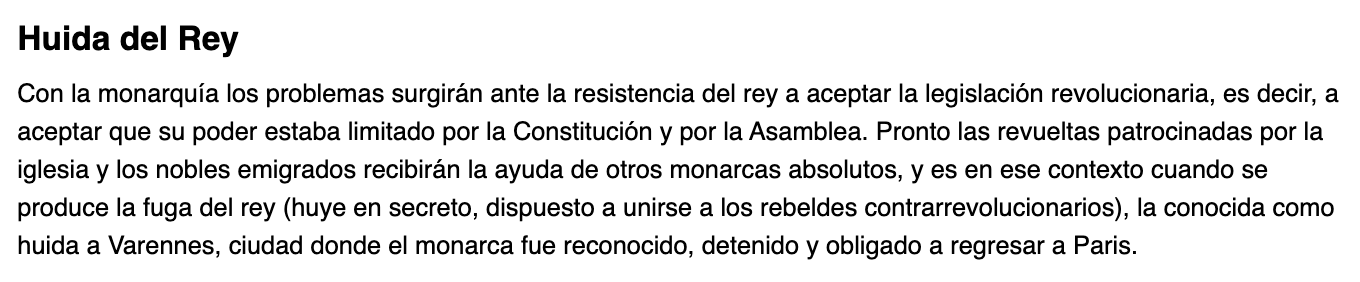 Huida del Rey
Con la monarquía los problemas surgirán ante la resistencia del rey a aceptar la legislación revolucionaria, es decir, a
aceptar que su poder estaba limitado por la Constitución y por la Asamblea. Pronto las revueltas patrocinadas por la
iglesia y los nobles emigrados recibirán la ayuda de otros monarcas absolutos, y es en ese contexto cuando se
produce la fuga del rey (huye en secreto, dispuesto a unirse a los rebeldes contrarrevolucionarios), la conocida como
huida a Varennes, ciudad donde el monarca fue reconocido, detenido y obligado a regresar a Paris.